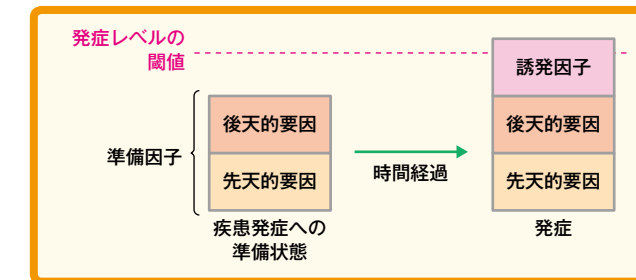 発症レベルの
閾値
誘発因子
後天的要因
後天的要因
準備因子
時間経過
先天的要因
先天的要因
疾患発症への
準備状態
発症